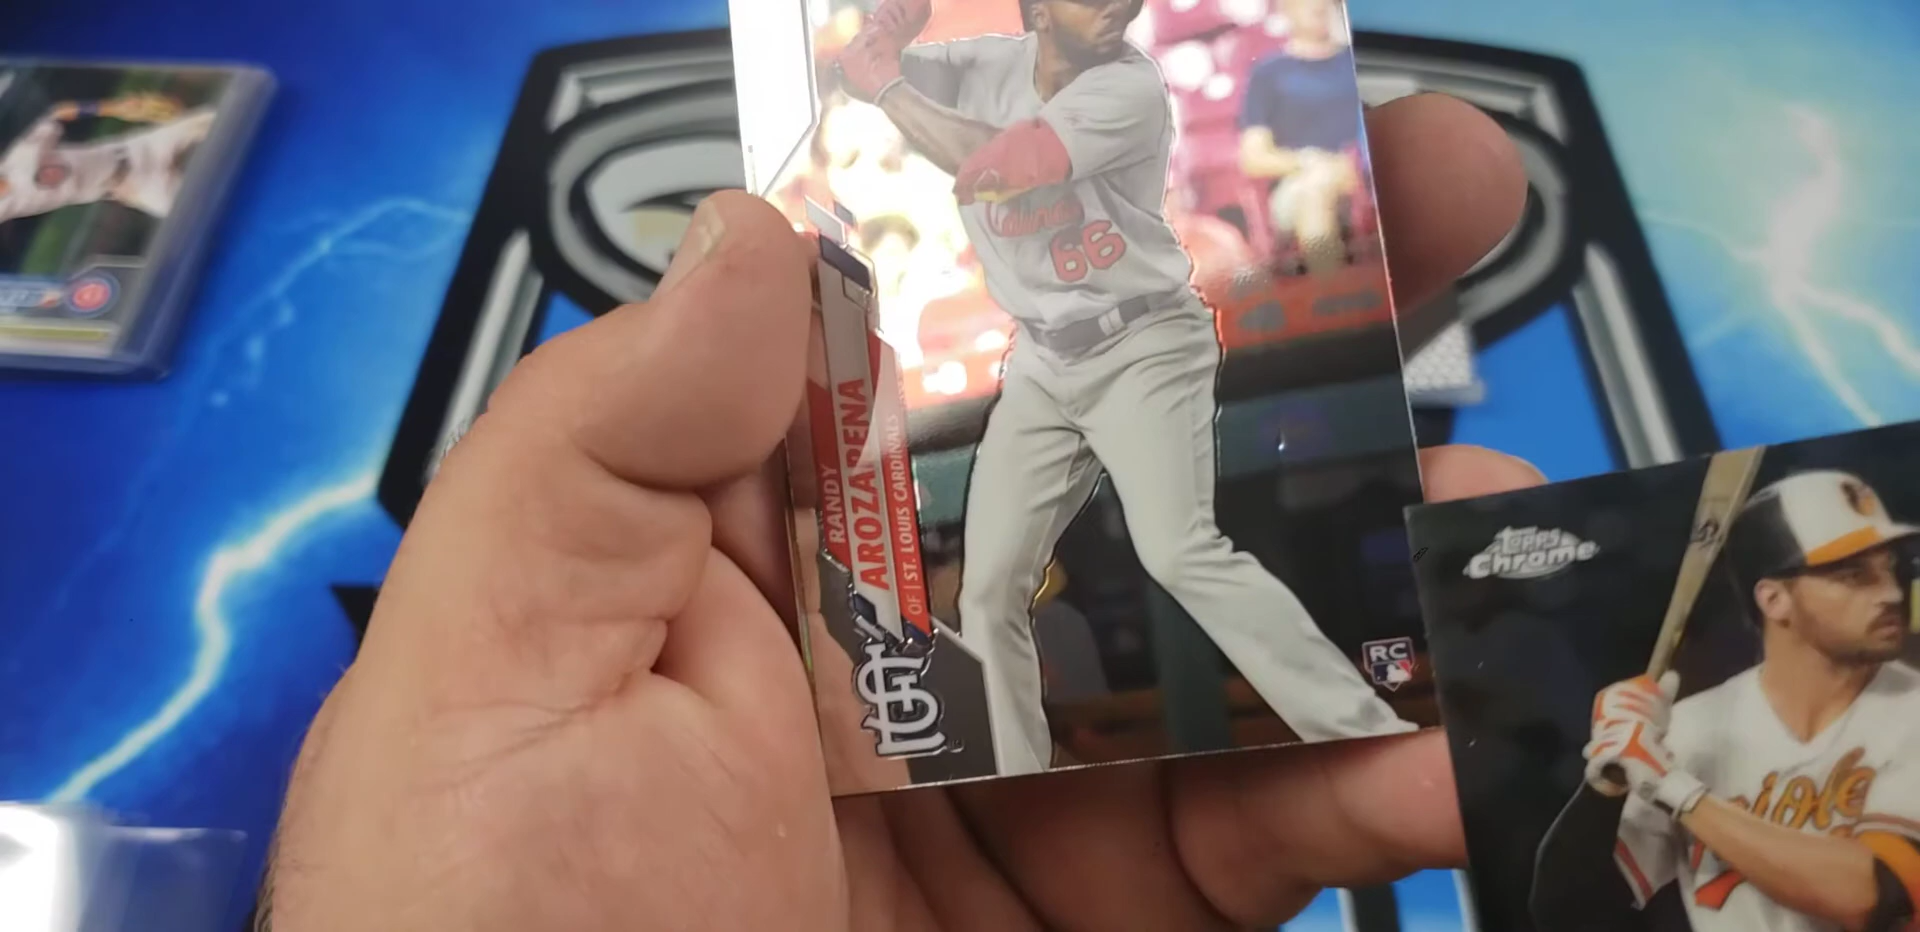 RANDY
AROZARENA
OF | ST. LOUIS CARDINALS
66
RC
Topps
Chrome